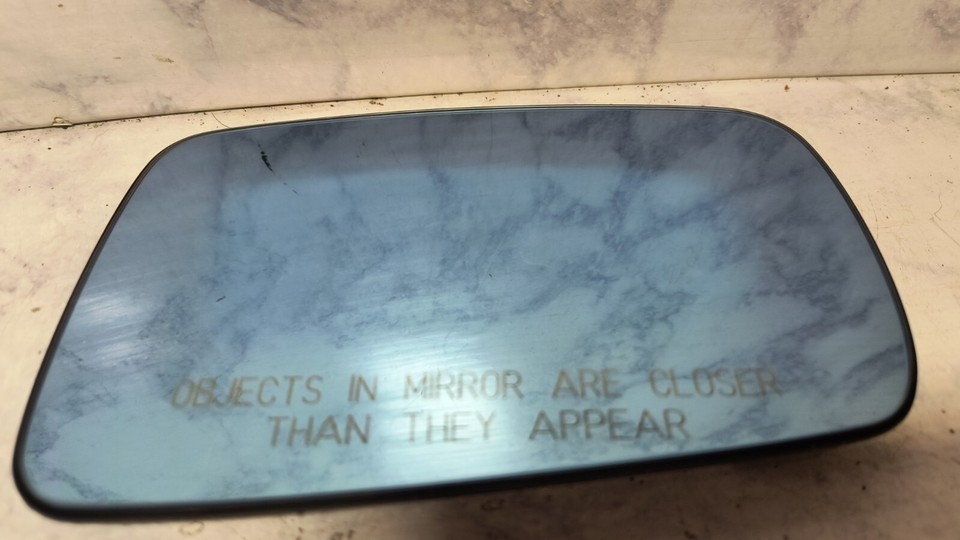 OBJECTS IN MIRROR ARE CLOSER
THAN THEY APPEAR